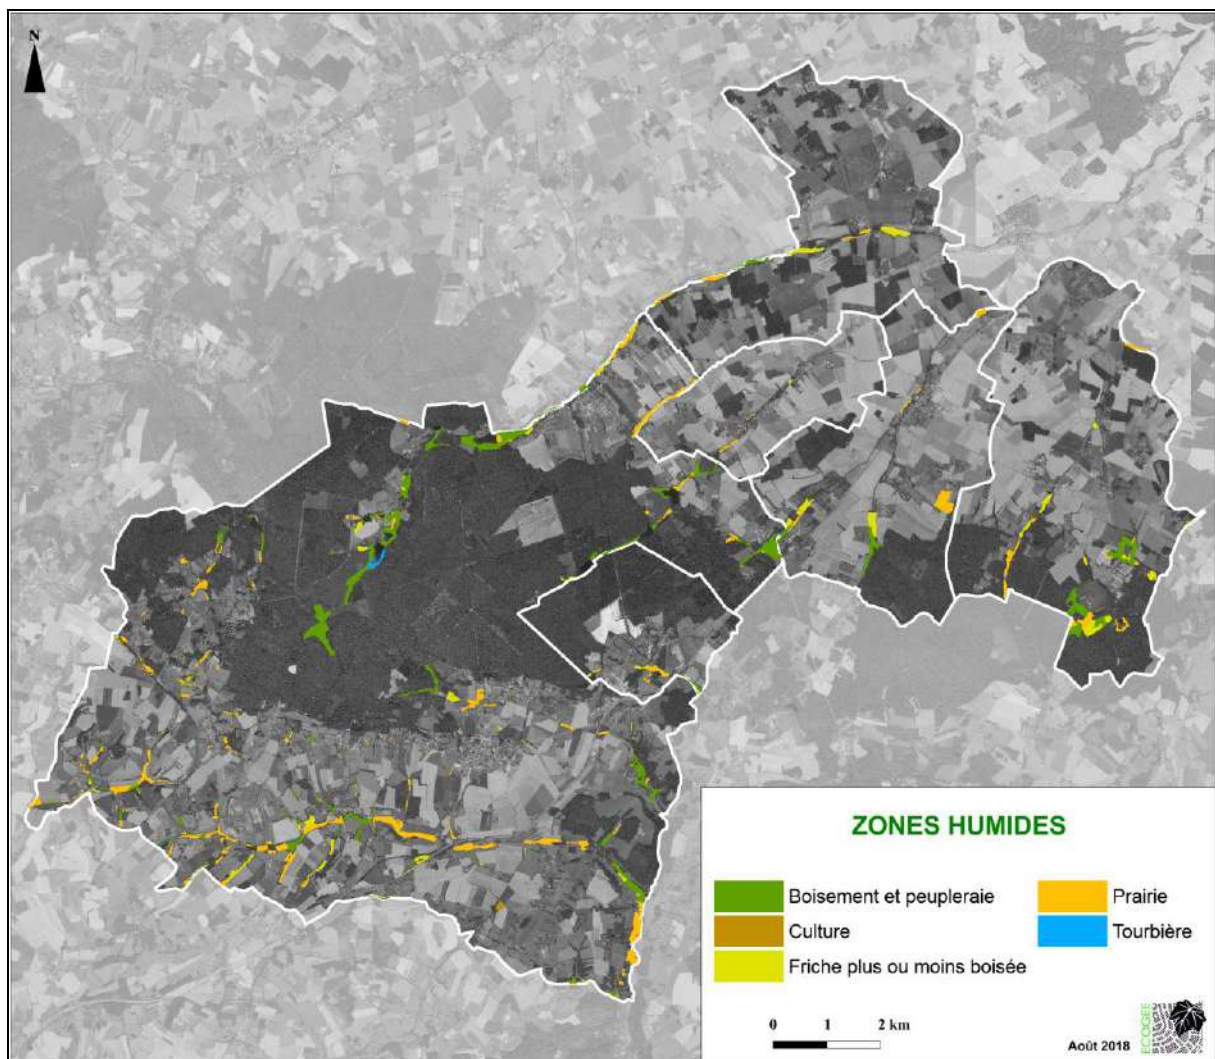 N
ZONES HUMIDES
Boisement et peupleraie
Prairie
Culture
Tourbière
Friche plus ou moins boisée
0 1 2 km
Août 2018
ECOGEE